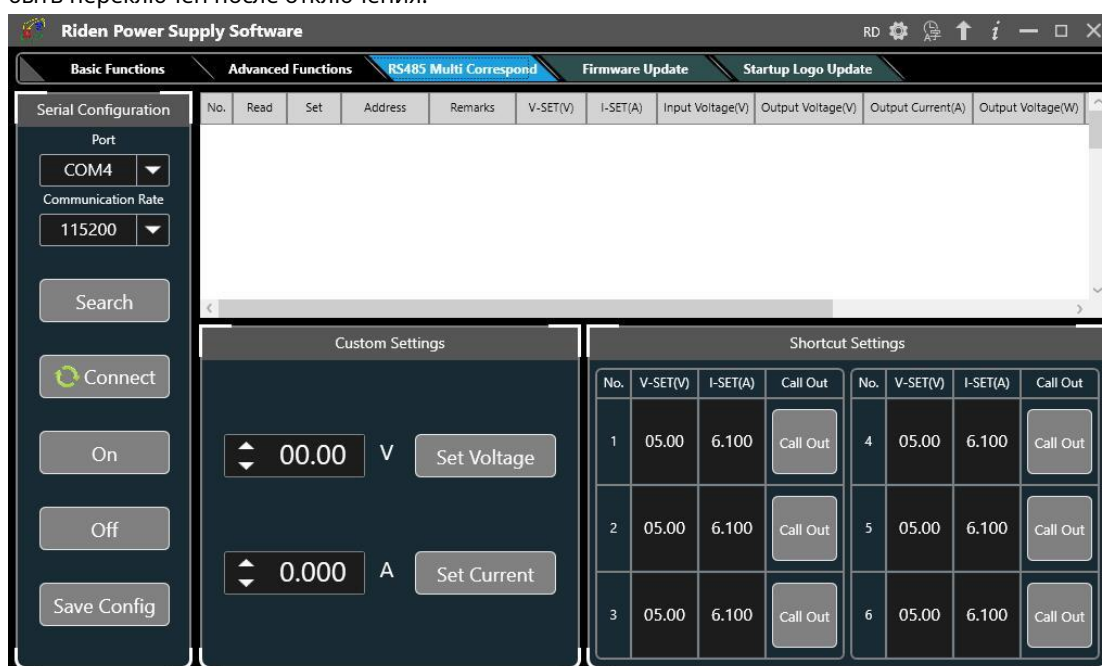 быть переключен после отключения.
Riden Power Supply Software RD
Basic Functions Advanced Functions RS485 Multi Correspond Firmware Update Startup Logo Update
Serial Configuration
Port
COM4
Communication Rate
115200
Search
Connect
On
Off
Save Config
No. Read Set Address Remarks V-SET(V) I-SET(A) Input Voltage(V) Output Voltage(V) Output Current(A) Output Voltage(W)
Custom Settings
00.00 V Set Voltage
0.000 A Set Current
Shortcut Settings
No. V-SET(V) I-SET(A) Call Out No. V-SET(V) I-SET(A) Call Out
1 05.00 6.100 Call Out 4 05.00 6.100 Call Out
2 05.00 6.100 Call Out 5 05.00 6.100 Call Out
3 05.00 6.100 Call Out 6 05.00 6.100 Call Out